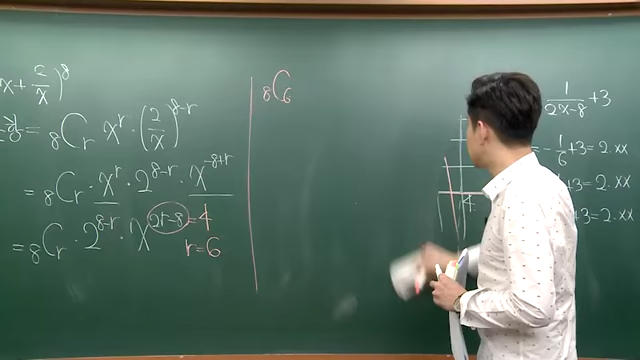 x + 2/x)^8
= ₈Cᵣ x^r · (2/x)^(8-r)
= ₈Cᵣ · x^r · 2^(8-r) · x^(-8+r)
= ₈Cᵣ · 2^(8-r) · x^(2r-8) = 4
r = 6
₈C₆
4
1/(2x-8) + 3
= -1/6 + 3 = 2.xx
+ 3 = 2.xx
+ 3 = 2.xx